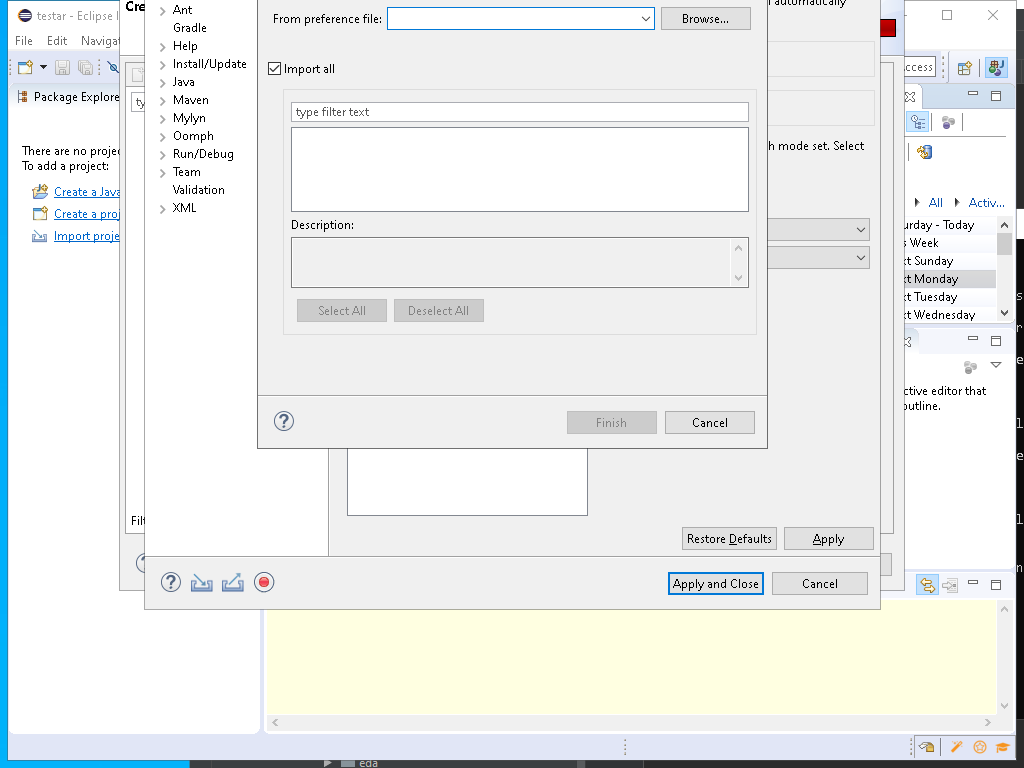 testar - Eclipse I
File Edit Navigat
Package Explore
There are no projec
To add a project:
Create a Java
Create a proj
Import proje
Cre
ty
Filt
Ant
Gradle
Help
Install/Update
Java
Maven
Mylyn
Oomph
Run/Debug
Team
Validation
XML
From preference file:
Browse...
Import all
type filter text
Description:
Select All
Deselect All
Finish
Cancel
automatically
h mode set. Select
Restore Defaults
Apply
Apply and Close
Cancel
ccess
All
Activ...
urday - Today
s Week
xt Sunday
xt Monday
xt Tuesday
xt Wednesday
ctive editor that
outline.
eda